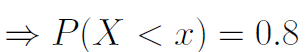 ⇒ P(X < x) = 0.8